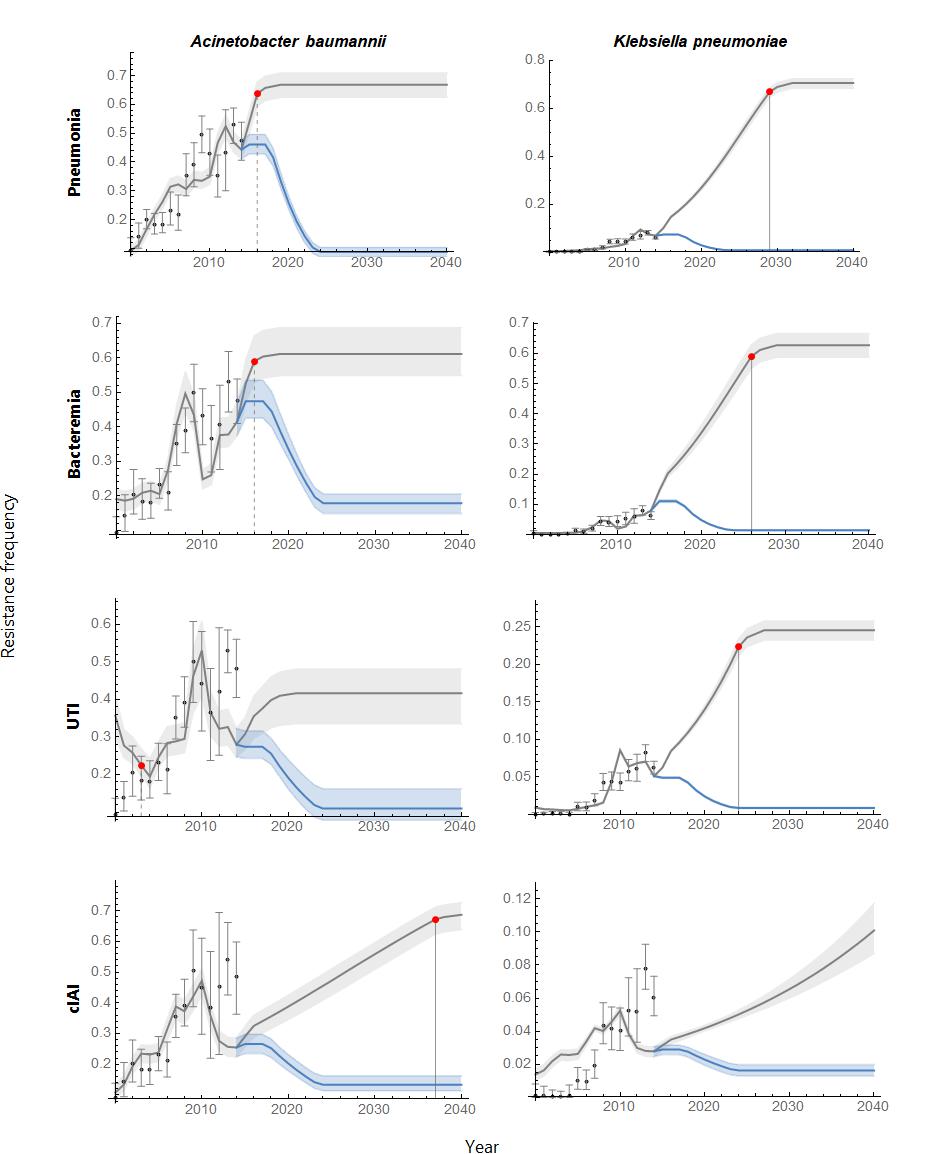 Acinetobacter baumannii
Klebsiella pneumoniae
Resistance frequency
Pneumonia
0.7
0.6
0.5
0.4
0.3
0.2
2010 2020 2030 2040
0.8
0.6
0.4
0.2
2010 2020 2030 2040
Bacteremia
0.7
0.6
0.5
0.4
0.3
0.2
2010 2020 2030 2040
0.7
0.6
0.5
0.4
0.3
0.2
0.1
2010 2020 2030 2040
UTI
0.6
0.5
0.4
0.3
0.2
2010 2020 2030 2040
0.25
0.20
0.15
0.10
0.05
2010 2020 2030 2040
cIAI
0.7
0.6
0.5
0.4
0.3
0.2
2010 2020 2030 2040
0.12
0.10
0.08
0.06
0.04
0.02
2010 2020 2030 2040
Year